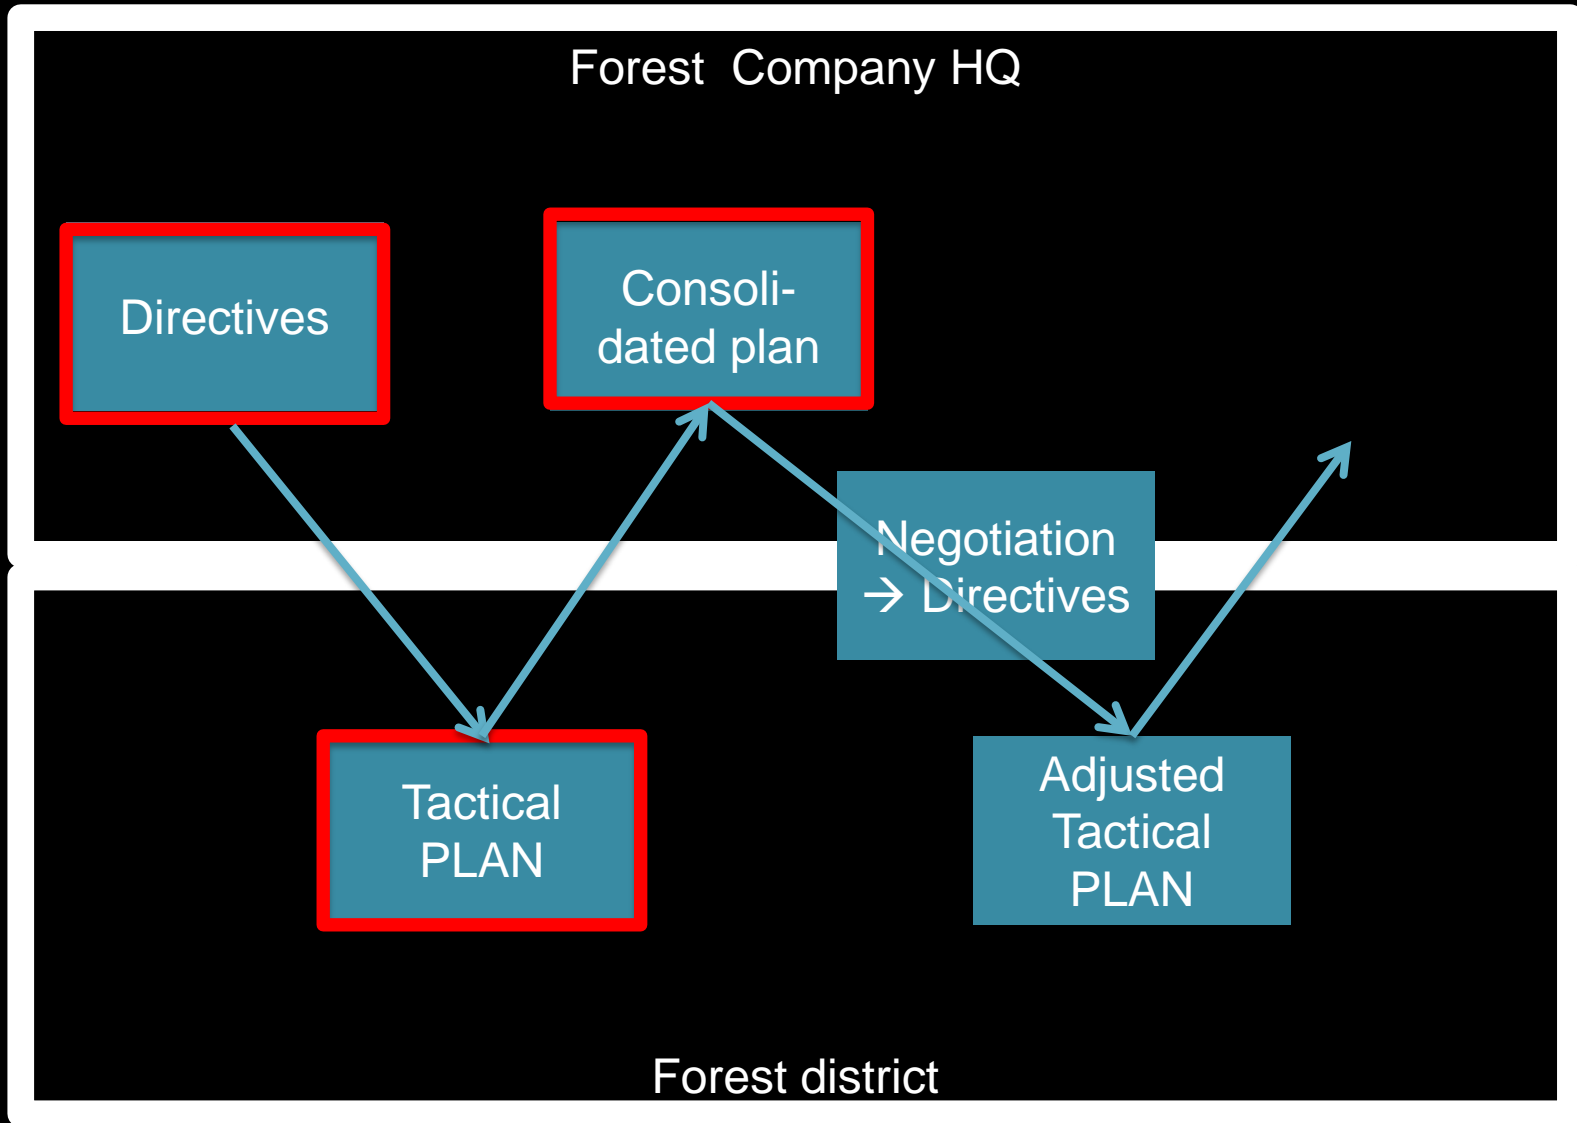 Forest Company HQ
Directives
Consoli-
dated plan
Negotiation
→ Directives
Tactical
PLAN
Adjusted
Tactical
PLAN
Forest district